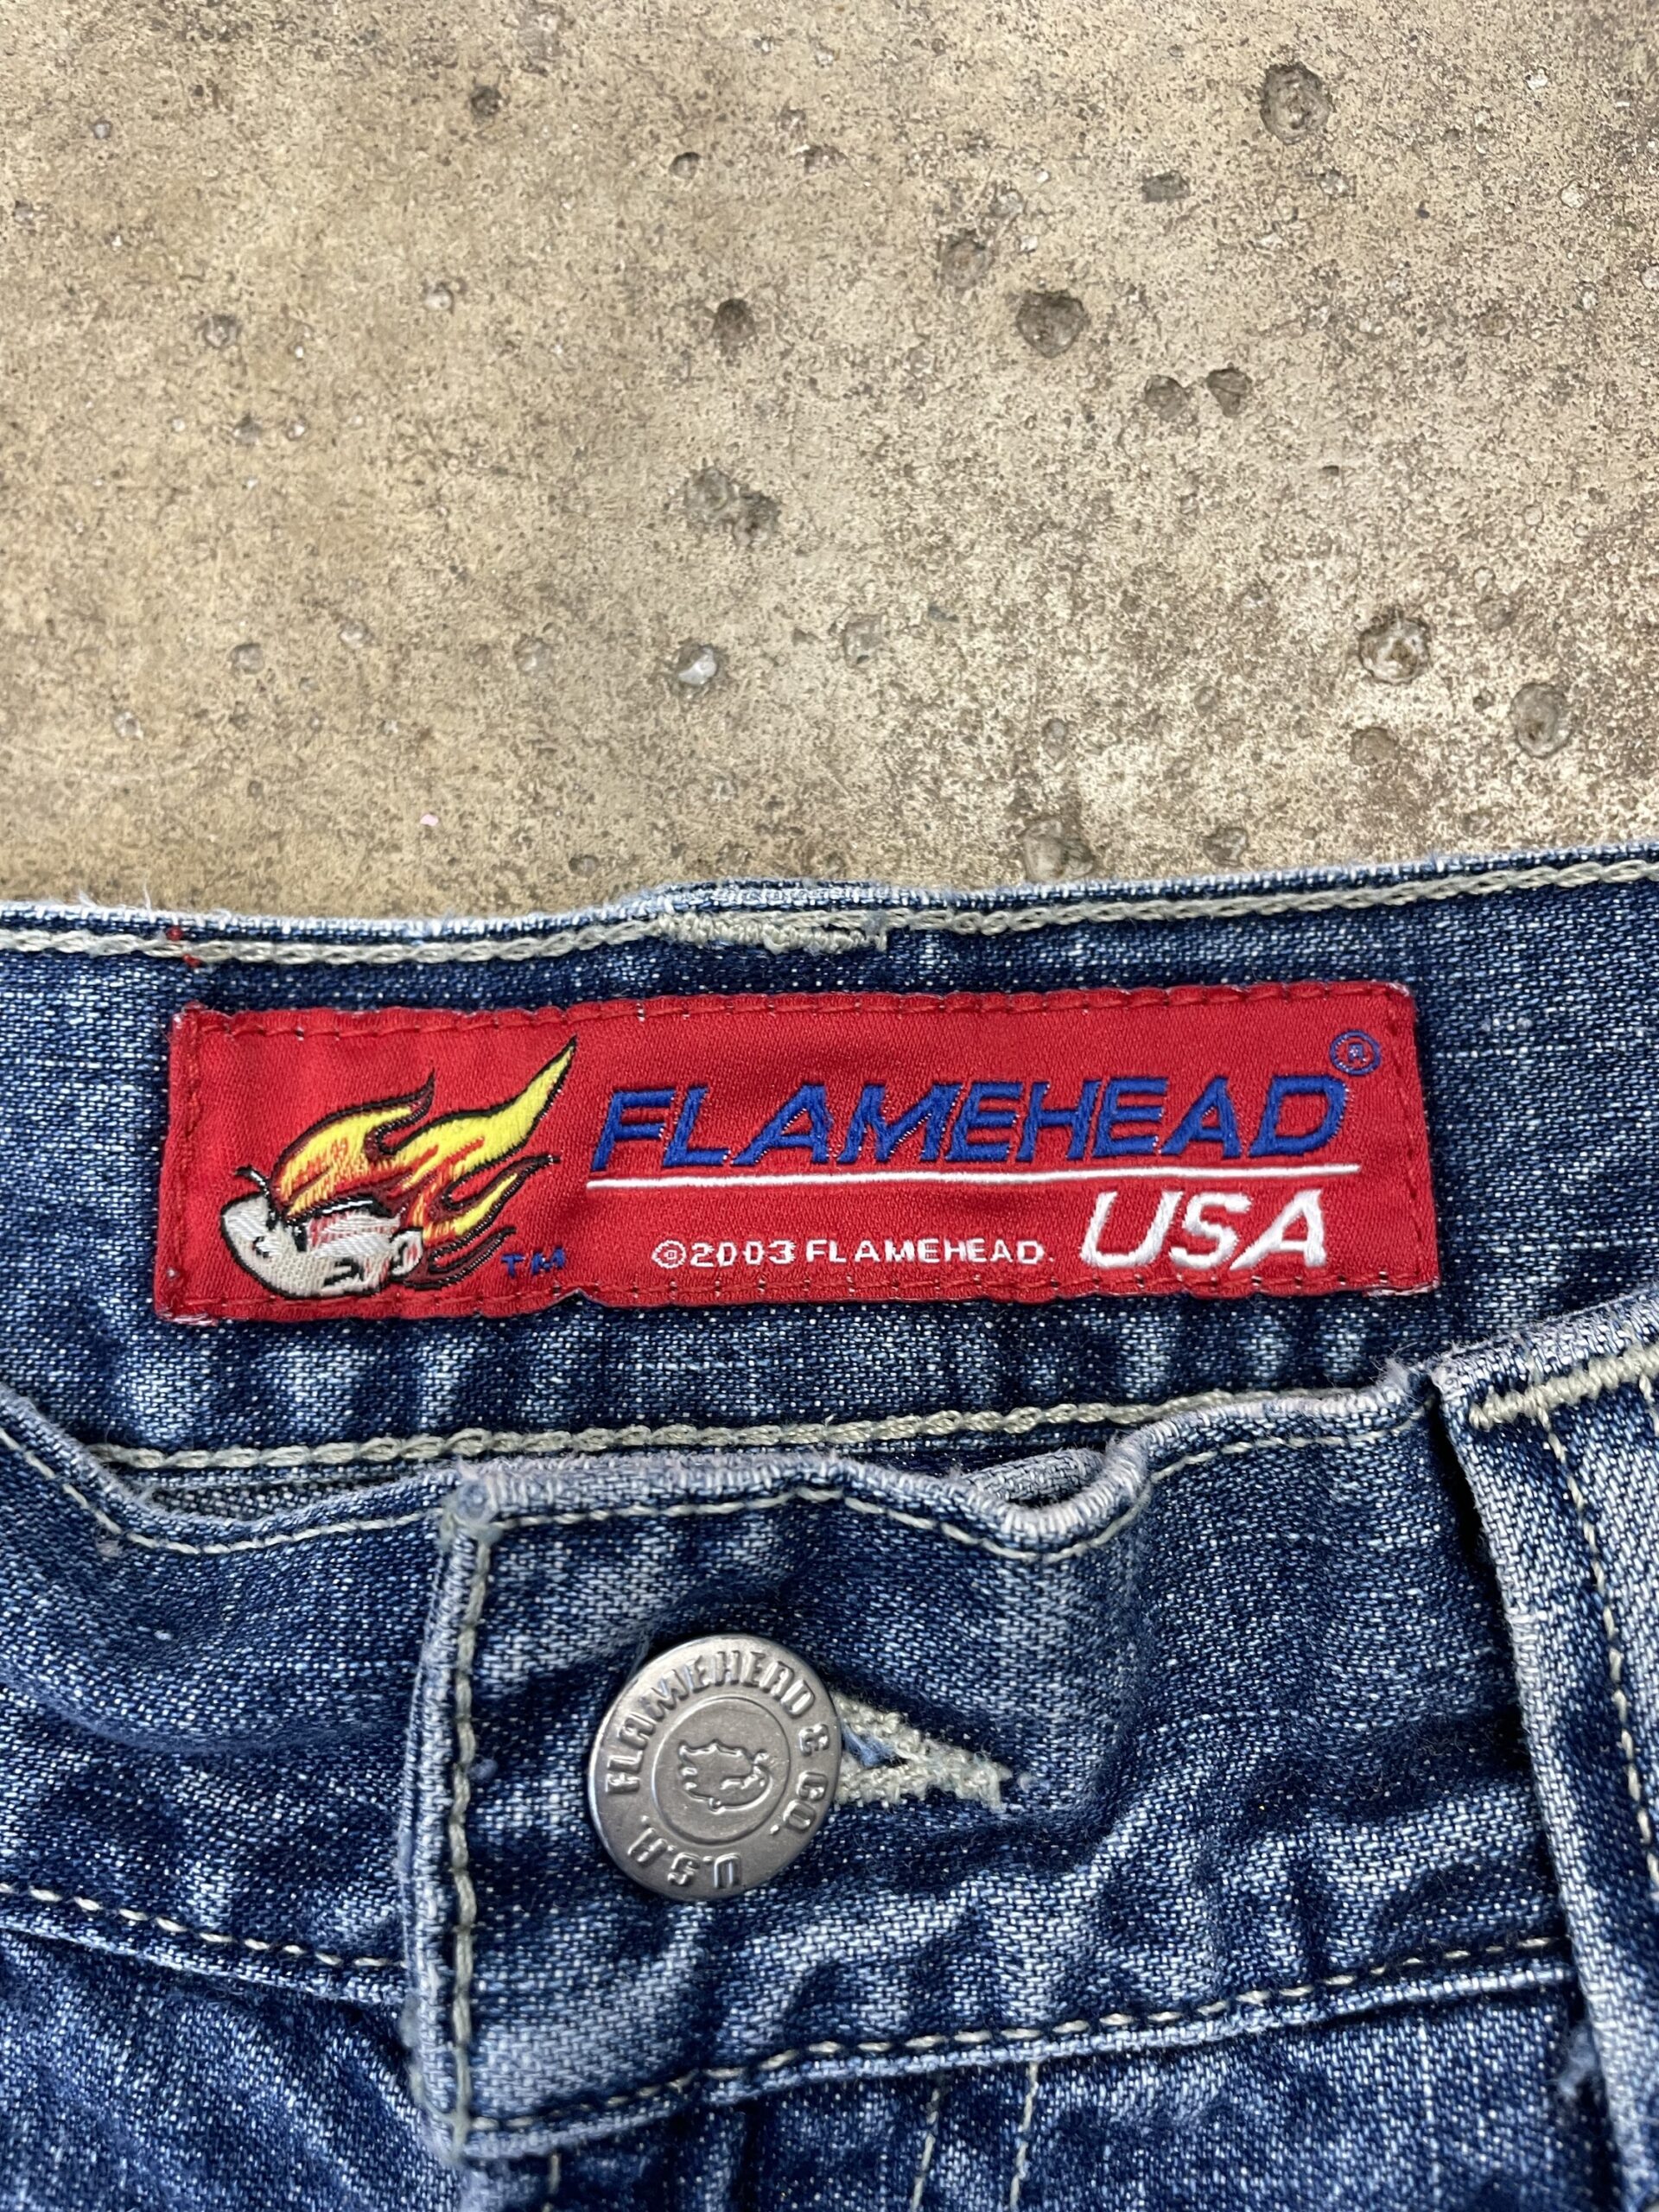 FLAMEHEAD®
USA
©2003 FLAMEHEAD.
TM
FLAMEHEAD & CO.
U.S.A.